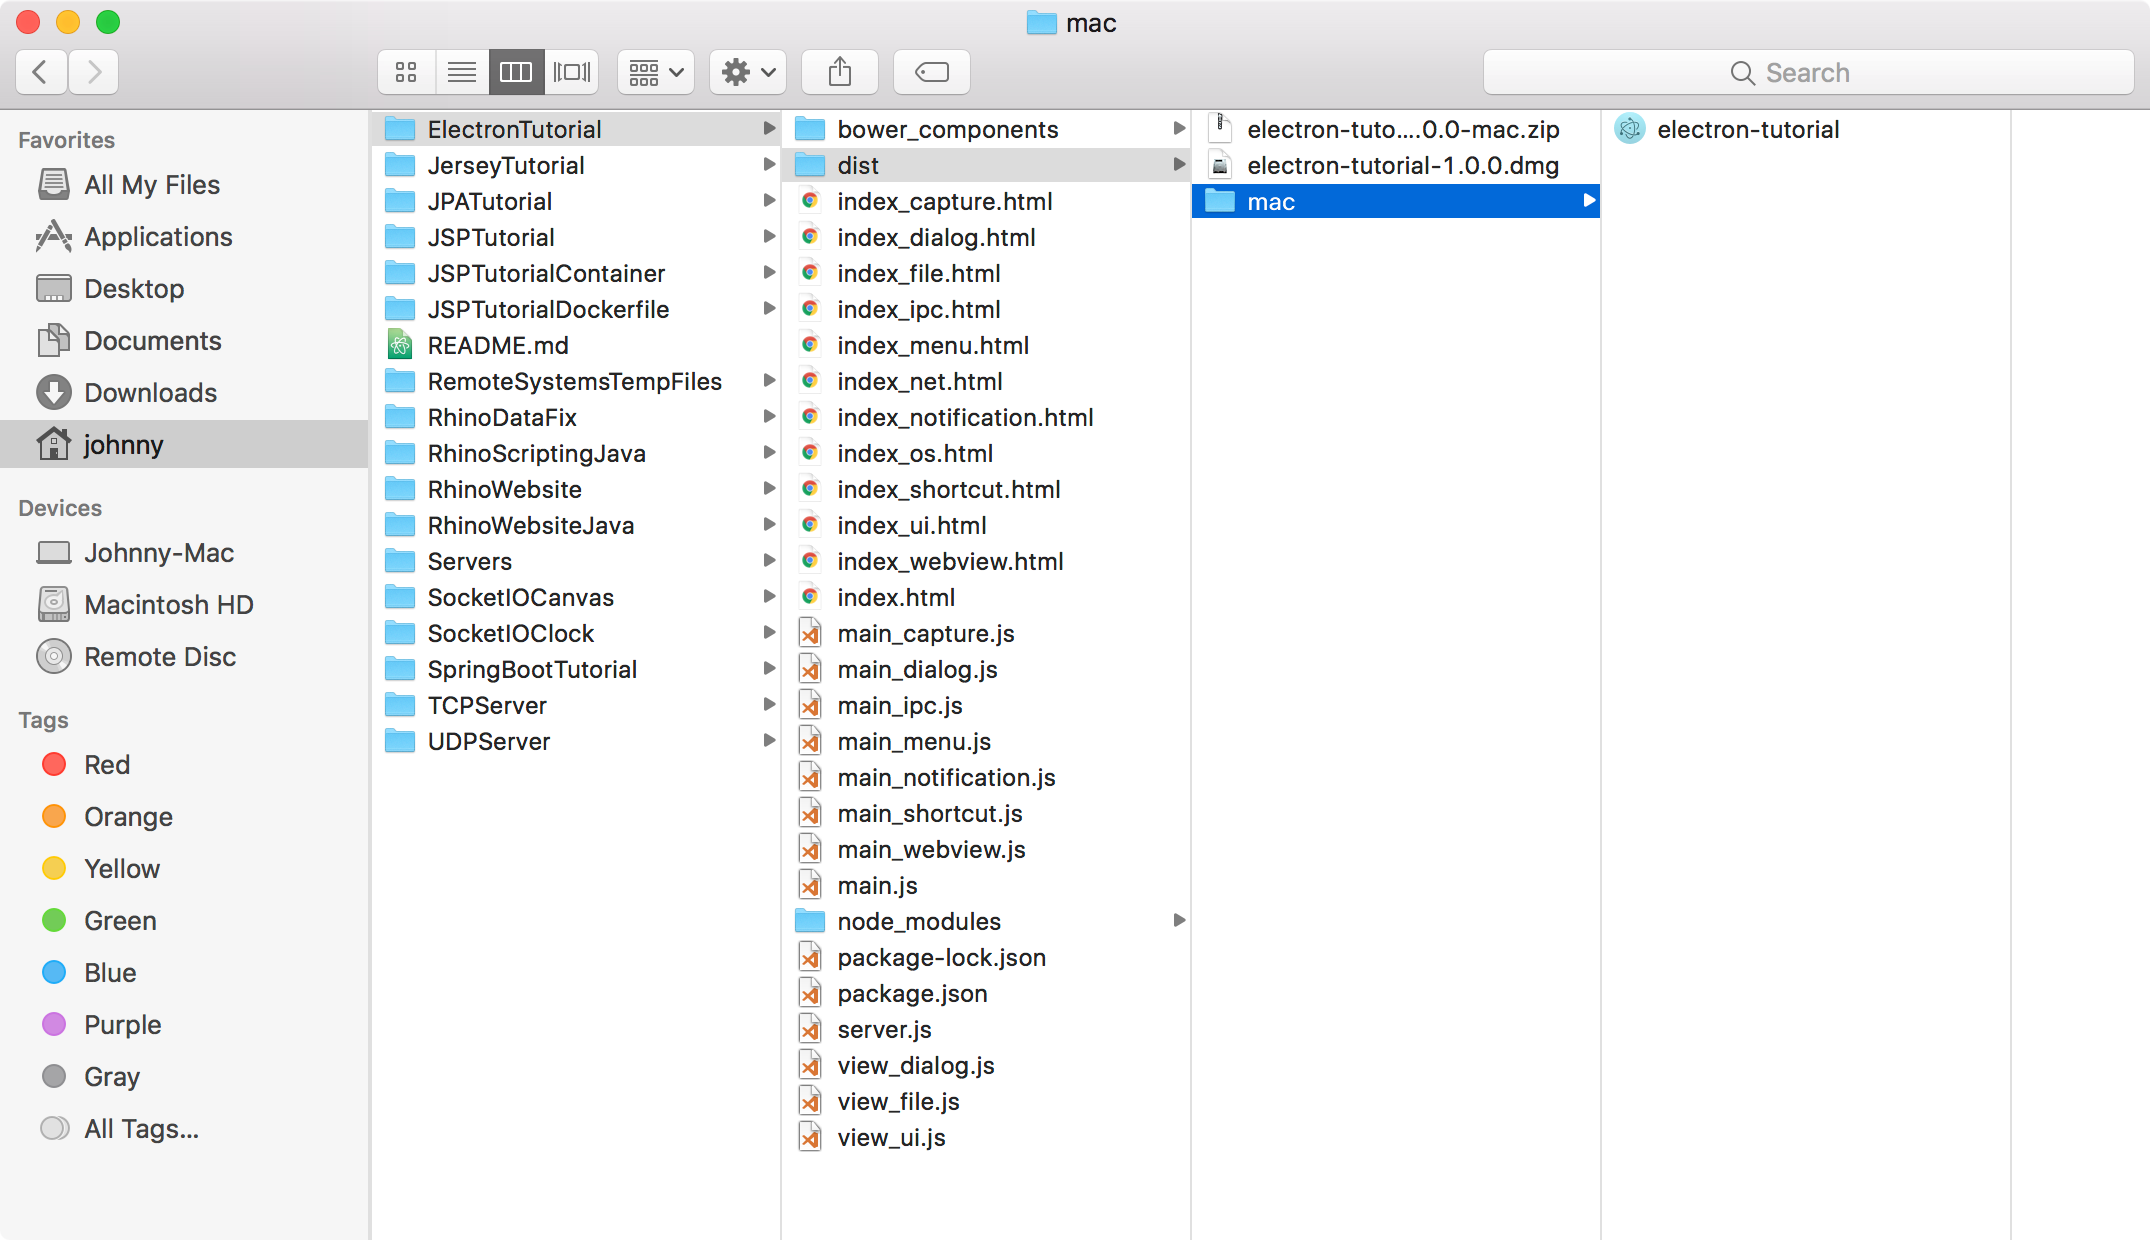 mac
Search
Favorites
All My Files
Applications
Desktop
Documents
Downloads
johnny
Devices
Johnny-Mac
Macintosh HD
Remote Disc
Tags
Red
Orange
Yellow
Green
Blue
Purple
Gray
All Tags...
ElectronTutorial
JerseyTutorial
JPATutorial
JSPTutorial
JSPTutorialContainer
JSPTutorialDockerfile
README.md
RemoteSystemsTempFiles
RhinoDataFix
RhinoScriptingJava
RhinoWebsite
RhinoWebsiteJava
Servers
SocketIOCanvas
SocketIOClock
SpringBootTutorial
TCPServer
UDPServer
bower_components
dist
index_capture.html
index_dialog.html
index_file.html
index_ipc.html
index_menu.html
index_net.html
index_notification.html
index_os.html
index_shortcut.html
index_ui.html
index_webview.html
index.html
main_capture.js
main_dialog.js
main_ipc.js
main_menu.js
main_notification.js
main_shortcut.js
main_webview.js
main.js
node_modules
package-lock.json
package.json
server.js
view_dialog.js
view_file.js
view_ui.js
electron-tuto....0.0-mac.zip
electron-tutorial-1.0.0.dmg
mac
electron-tutorial